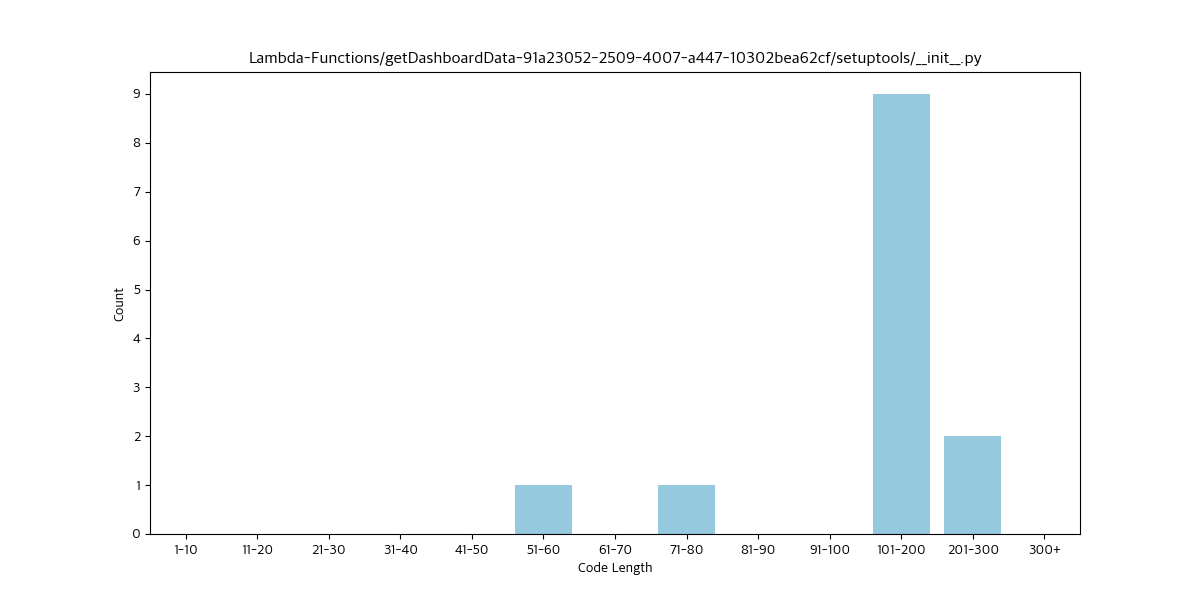 Lambda-Functions/getDashboardData-91a23052-2509-4007-a447-10302bea62cf/setuptools/__init__.py
9
8
7
6
5
4
3
2
1
0
Count
1-10 11-20 21-30 31-40 41-50 51-60 61-70 71-80 81-90 91-100 101-200 201-300 300+
Code Length